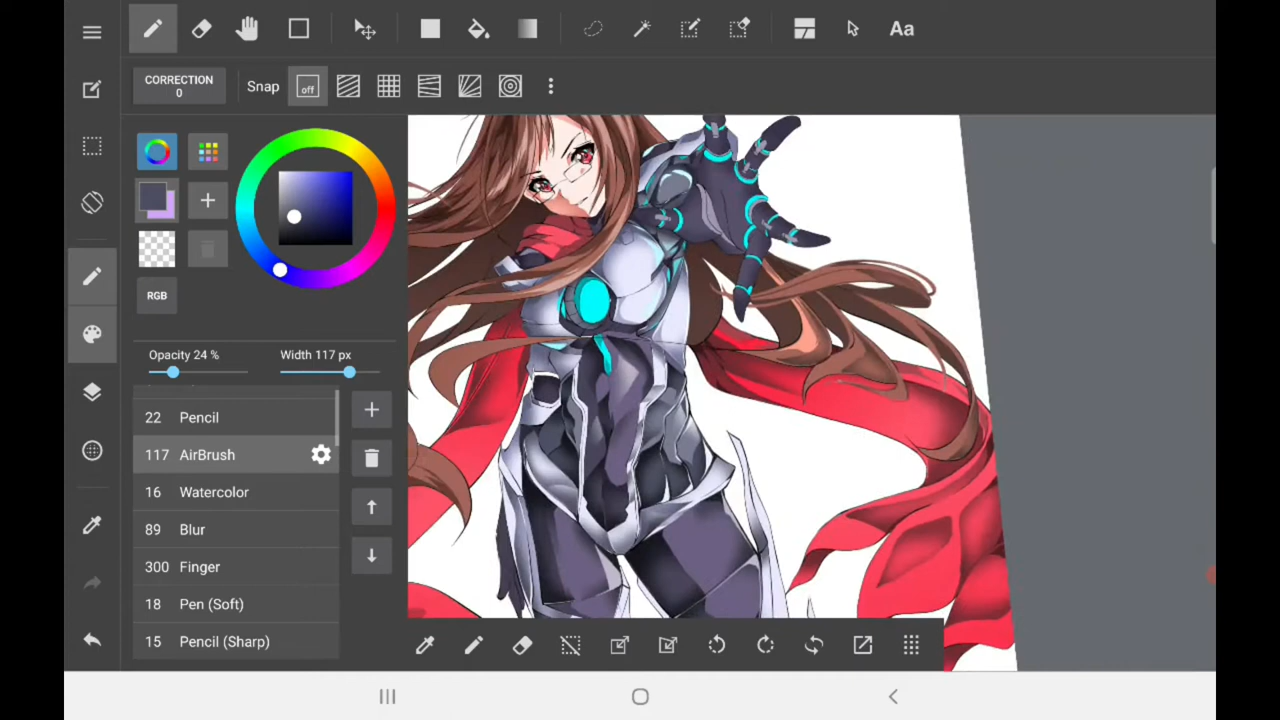 Aa
CORRECTION
0
Snap
off
RGB
Opacity 24 %
Width 117 px
22 Pencil
117 AirBrush
16 Watercolor
89 Blur
300 Finger
18 Pen (Soft)
15 Pencil (Sharp)